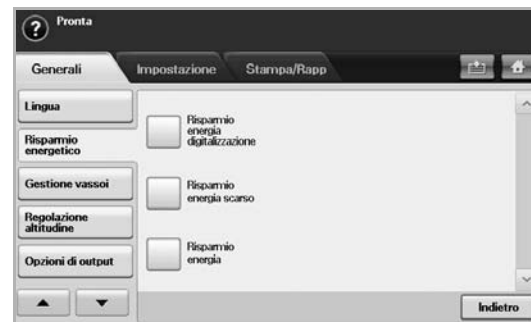 Pronta
Generali
Impostazione
Stampa/Rapp
Lingua
Risparmio
energetico
Gestione vassoi
Regolazione
altitudine
Opzioni di output
Risparmio
energia
digitalizzazione
Risparmio
energia scarso
Risparmio
energia
Indietro